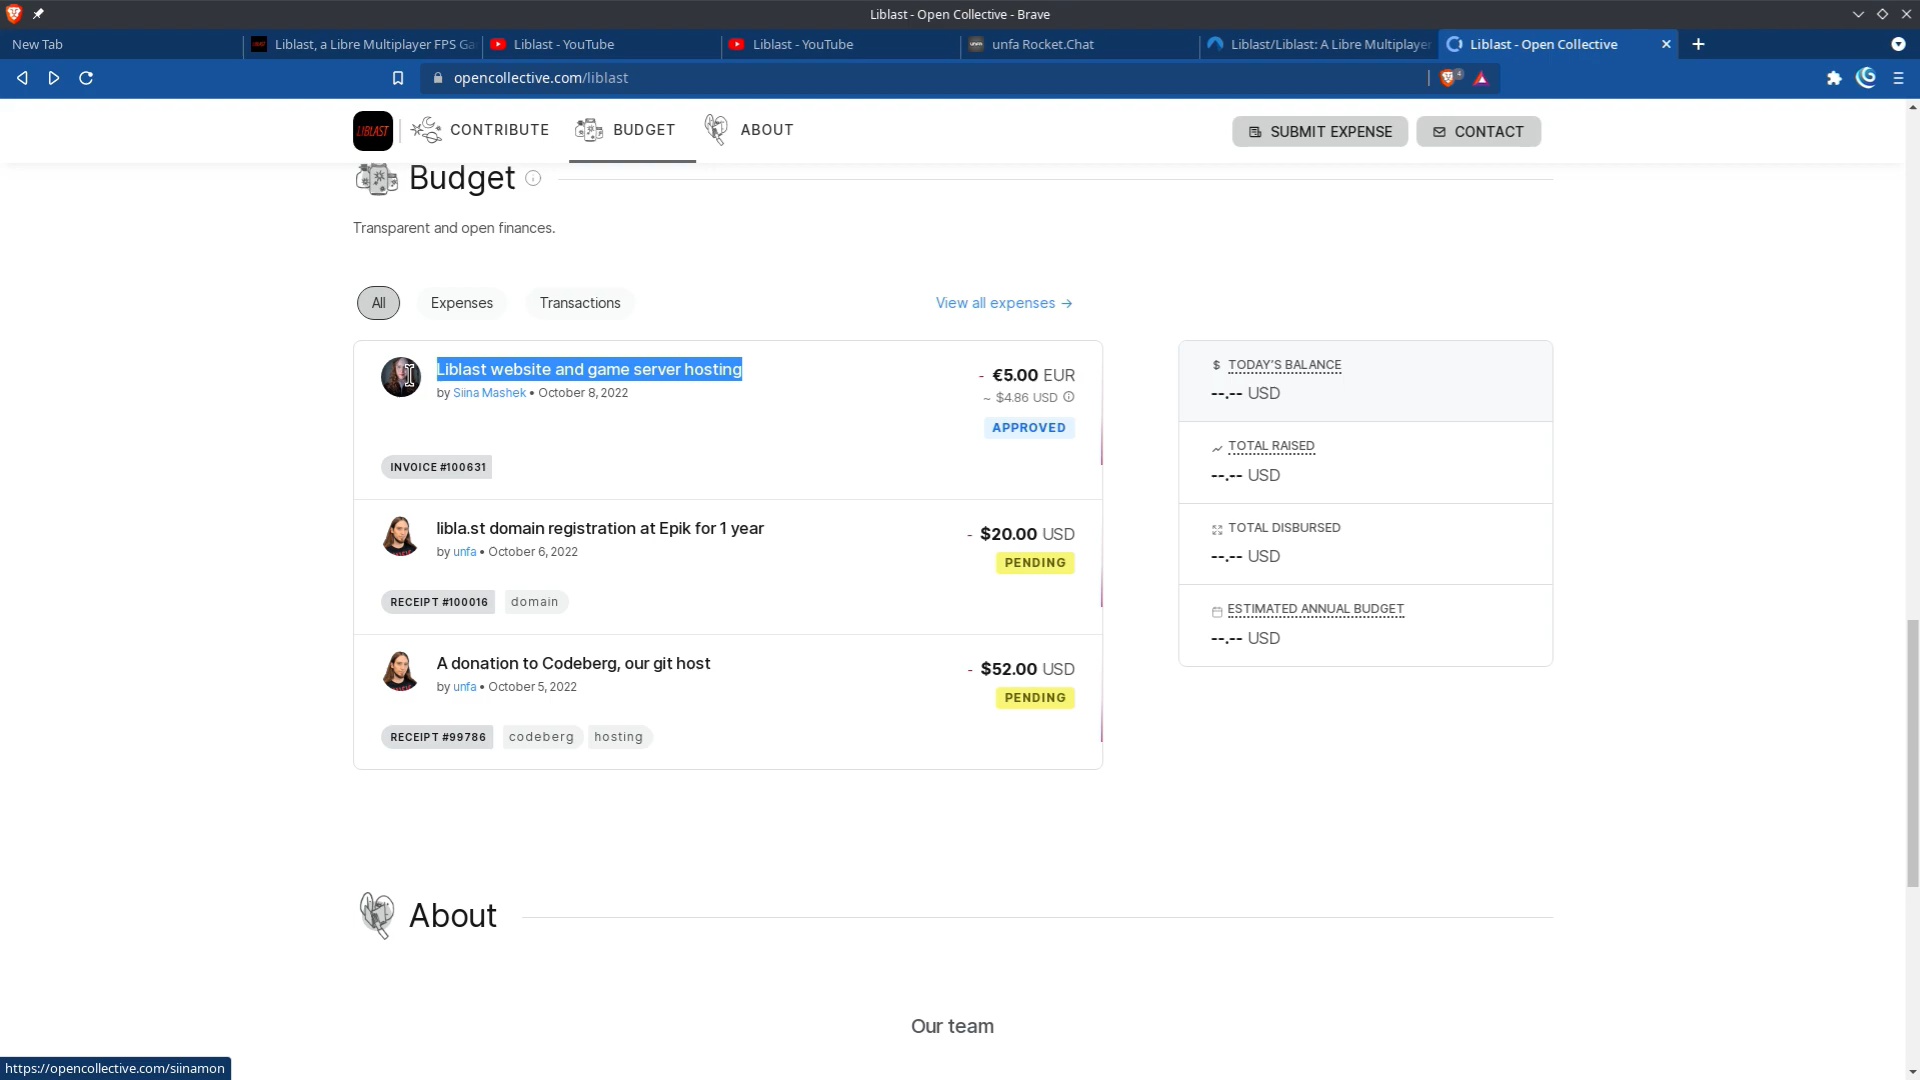 Liblast - Open Collective - Brave
New Tab
Liblast, a Libre Multiplayer FPS Ga
Liblast - YouTube
Liblast - YouTube
unfa Rocket.Chat
Liblast/Liblast: A Libre Multiplayer
Liblast - Open Collective
opencollective.com/liblast
4
LIBLAST
CONTRIBUTE
BUDGET
ABOUT
SUBMIT EXPENSE
CONTACT
Budget
Transparent and open finances.
All
Expenses
Transactions
View all expenses →
Liblast website and game server hosting
by Siina Mashek • October 8, 2022
- €5.00 EUR
~ $4.86 USD
APPROVED
INVOICE #100631
libla.st domain registration at Epik for 1 year
by unfa • October 6, 2022
- $20.00 USD
PENDING
RECEIPT #100016
domain
A donation to Codeberg, our git host
by unfa • October 5, 2022
- $52.00 USD
PENDING
RECEIPT #99786
codeberg
hosting
$ TODAY'S BALANCE
--.-- USD
TOTAL RAISED
--.-- USD
TOTAL DISBURSED
--.-- USD
ESTIMATED ANNUAL BUDGET
--.-- USD
About
Our team
https://opencollective.com/siinamon